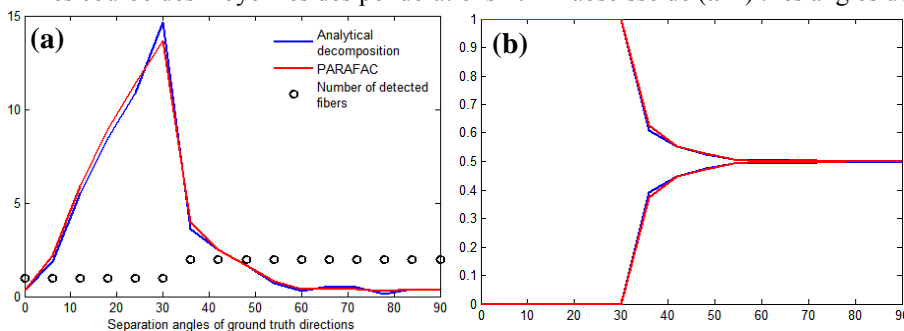 (a)
Analytical
decomposition
PARAFAC
Number of detected
fibers
15
10
5
0
0 10 20 30 40 50 60 70 80 90
Separation angles of ground truth directions
(b)
1
0.9
0.8
0.7
0.6
0.5
0.4
0.3
0.2
0.1
0
0 10 20 30 40 50 60 70 80 90